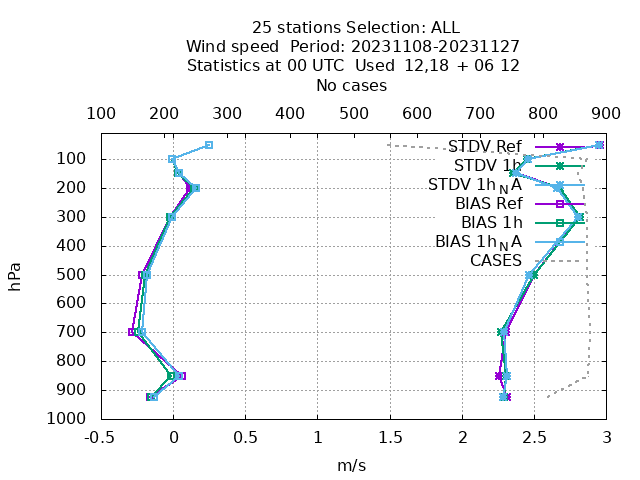 25 stations Selection: ALL
Wind speed Period: 20231108-20231127
Statistics at 00 UTC Used 12,18 + 06 12
No cases
100 200 300 400 500 600 700 800 900
STDV Ref
STDV 1h
STDV 1hNA
BIAS Ref
BIAS 1h
BIAS 1hNA
CASES
100
200
300
400
500
600
700
800
900
1000
hPa
-0.5 0 0.5 1 1.5 2 2.5 3
m/s